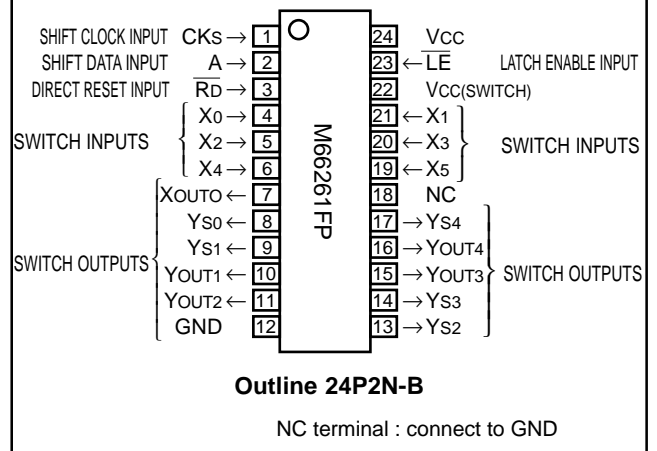 SHIFT CLOCK INPUT CKS→ 1 24 VCC
SHIFT DATA INPUT A→ 2 23 ←L̅E̅ LATCH ENABLE INPUT
DIRECT RESET INPUT R̅D̅→ 3 22 VCC(SWITCH)
X0→ 4 21 ←X1
SWITCH INPUTS X2→ 5 20 ←X3 SWITCH INPUTS
X4→ 6 19 ←X5
XOUT0← 7 18 NC
YS0← 8 17 →YS4
YS1← 9 16 →YOUT4
SWITCH OUTPUTS YOUT1← 10 15 →YOUT3 SWITCH OUTPUTS
YOUT2← 11 14 →YS3
GND 12 13 →YS2
M66261FP
Outline 24P2N-B
NC terminal : connect to GND